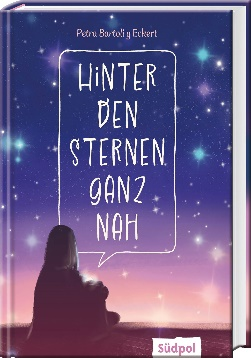 Petra Bartoli y Eckert
HINTER
DEN
STERNEN
GANZ
NAH
Südpol